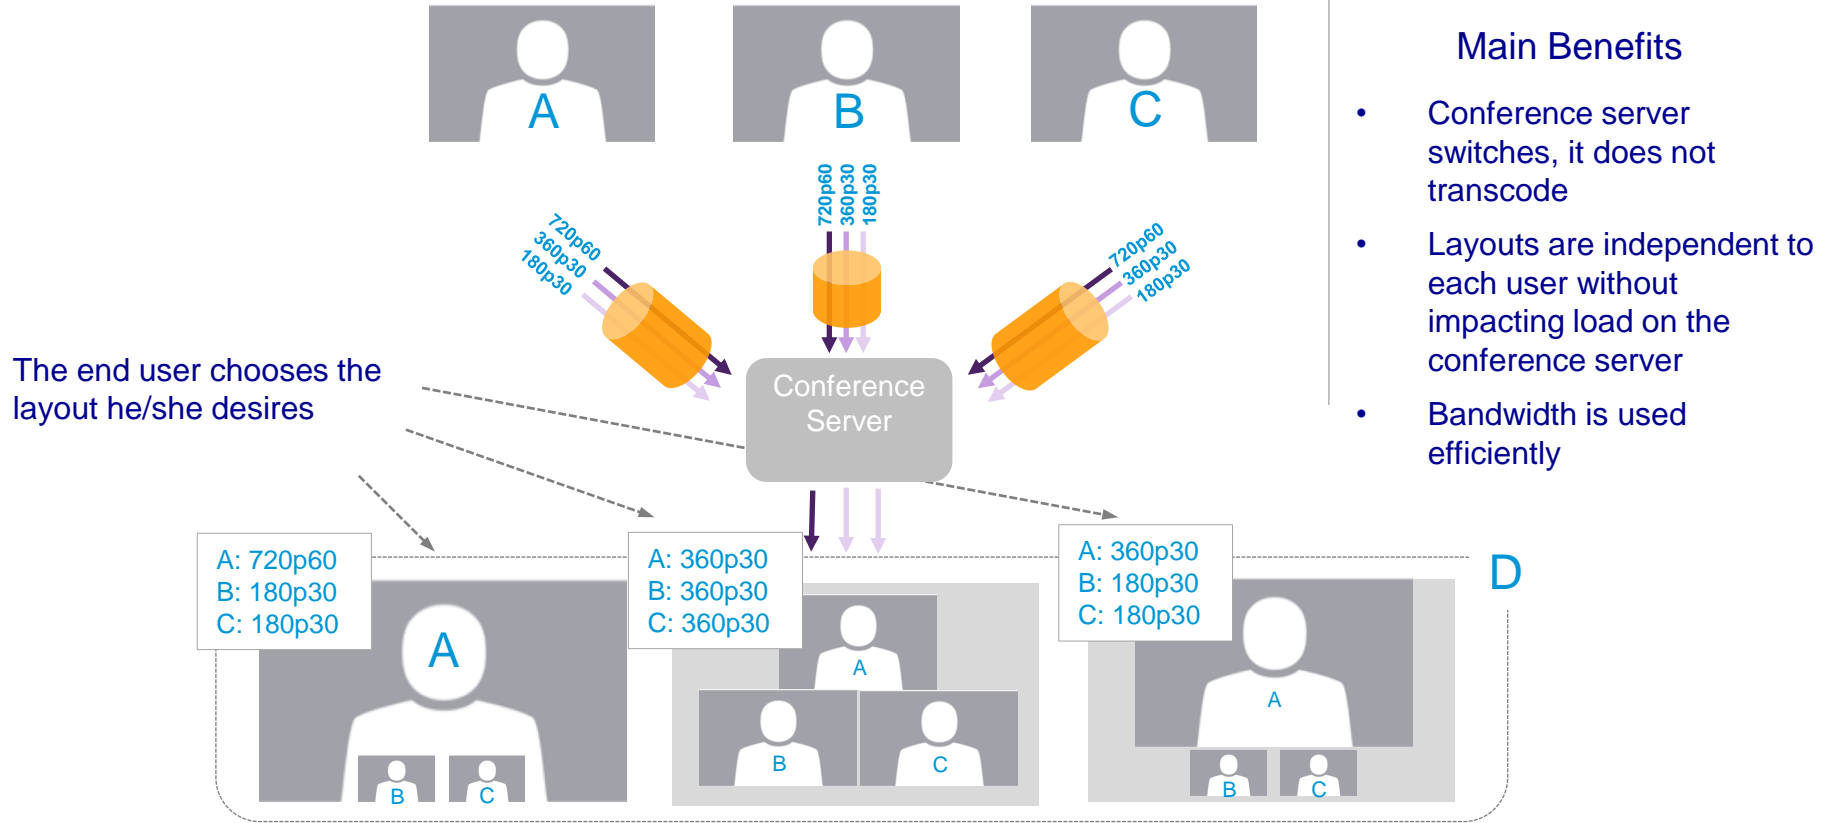 A
B
C
720p60
360p30
180p30
720p60
360p30
180p30
720p60
360p30
180p30
Conference
Server
The end user chooses the
layout he/she desires
A: 720p60
B: 180p30
C: 180p30
A
B
C
A: 360p30
B: 360p30
C: 360p30
A
B
C
A: 360p30
B: 180p30
C: 180p30
A
B
C
D
Main Benefits
• Conference server
switches, it does not
transcode
• Layouts are independent to
each user without
impacting load on the
conference server
• Bandwidth is used
efficiently